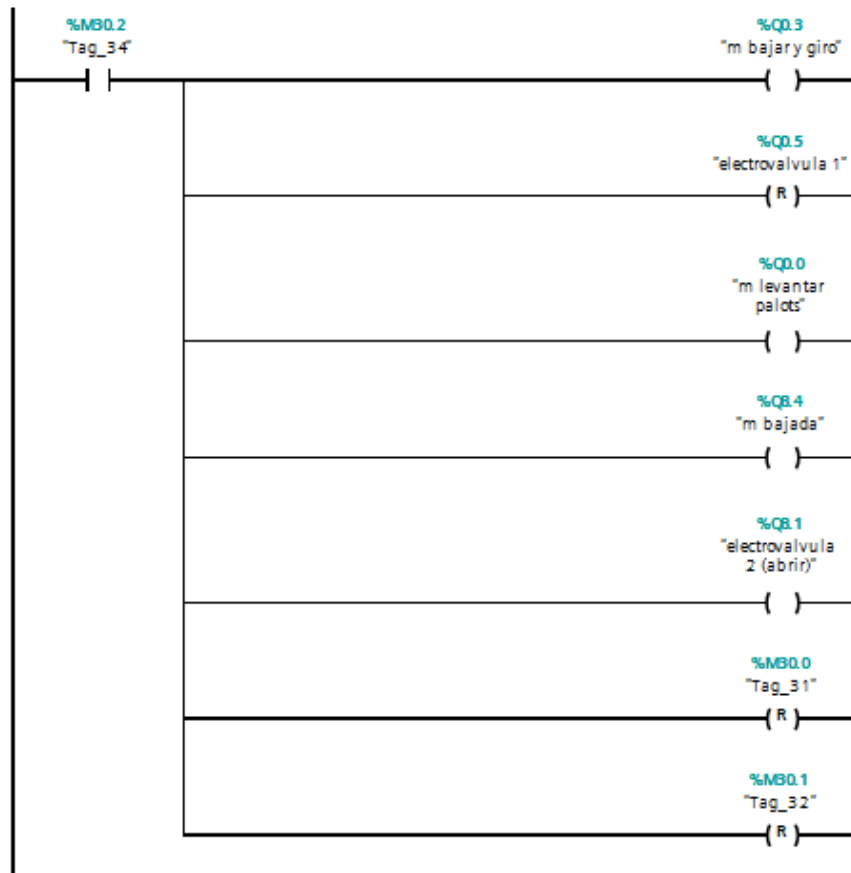 %M30.2
"Tag_34"
%Q0.3
"m bajar y giro"
%Q0.5
"electrovalvula 1"
R
%Q0.0
"m levantar
palots"
%Q8.4
"m bajada"
%Q8.1
"electrovalvula
2 (abrir)"
%M30.0
"Tag_31"
R
%M30.1
"Tag_32"
R